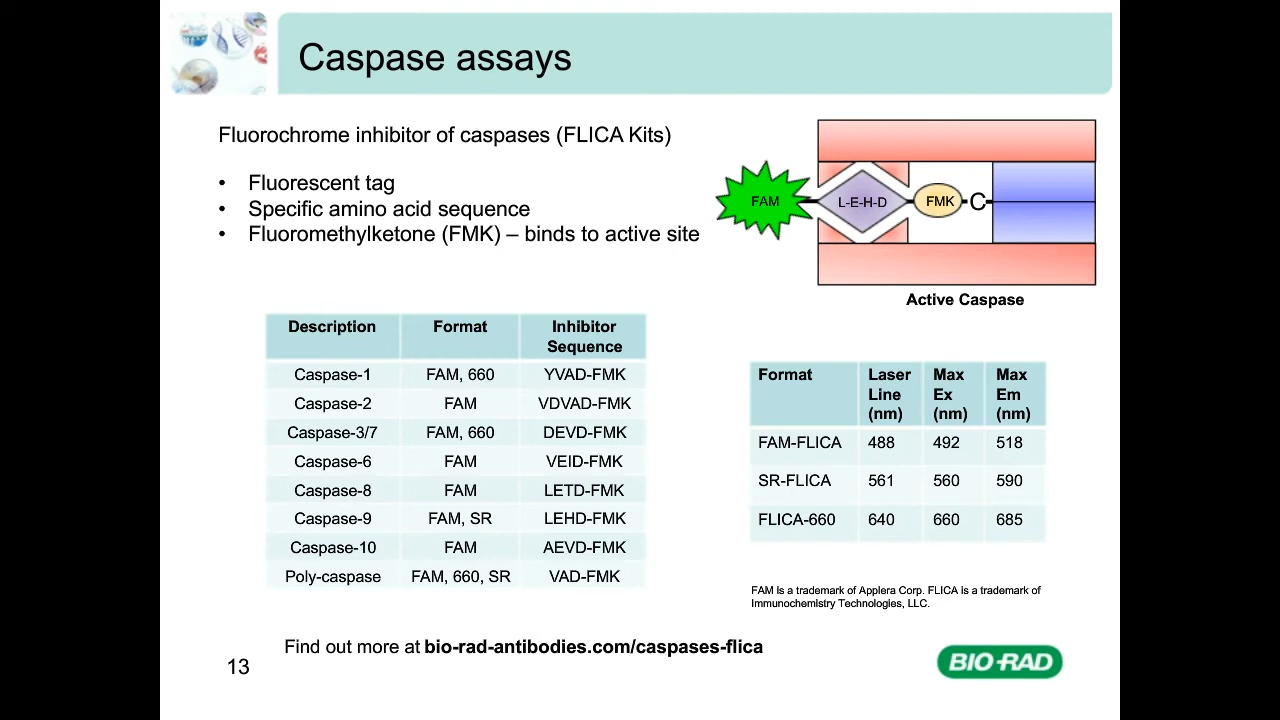 Caspase assays
Fluorochrome inhibitor of caspases (FLICA Kits)
• Fluorescent tag
• Specific amino acid sequence
• Fluoromethylketone (FMK) – binds to active site
FAM L-E-H-D FMK C
Active Caspase
Description Format Inhibitor Sequence
Caspase-1 FAM, 660 YVAD-FMK
Caspase-2 FAM VDVAD-FMK
Caspase-3/7 FAM, 660 DEVD-FMK
Caspase-6 FAM VEID-FMK
Caspase-8 FAM LETD-FMK
Caspase-9 FAM, SR LEHD-FMK
Caspase-10 FAM AEVD-FMK
Poly-caspase FAM, 660, SR VAD-FMK
Format Laser Line (nm) Max Ex (nm) Max Em (nm)
FAM-FLICA 488 492 518
SR-FLICA 561 560 590
FLICA-660 640 660 685
FAM is a trademark of Applera Corp. FLICA is a trademark of
Immunochemistry Technologies, LLC.
Find out more at bio-rad-antibodies.com/caspases-flica
13
BIO-RAD